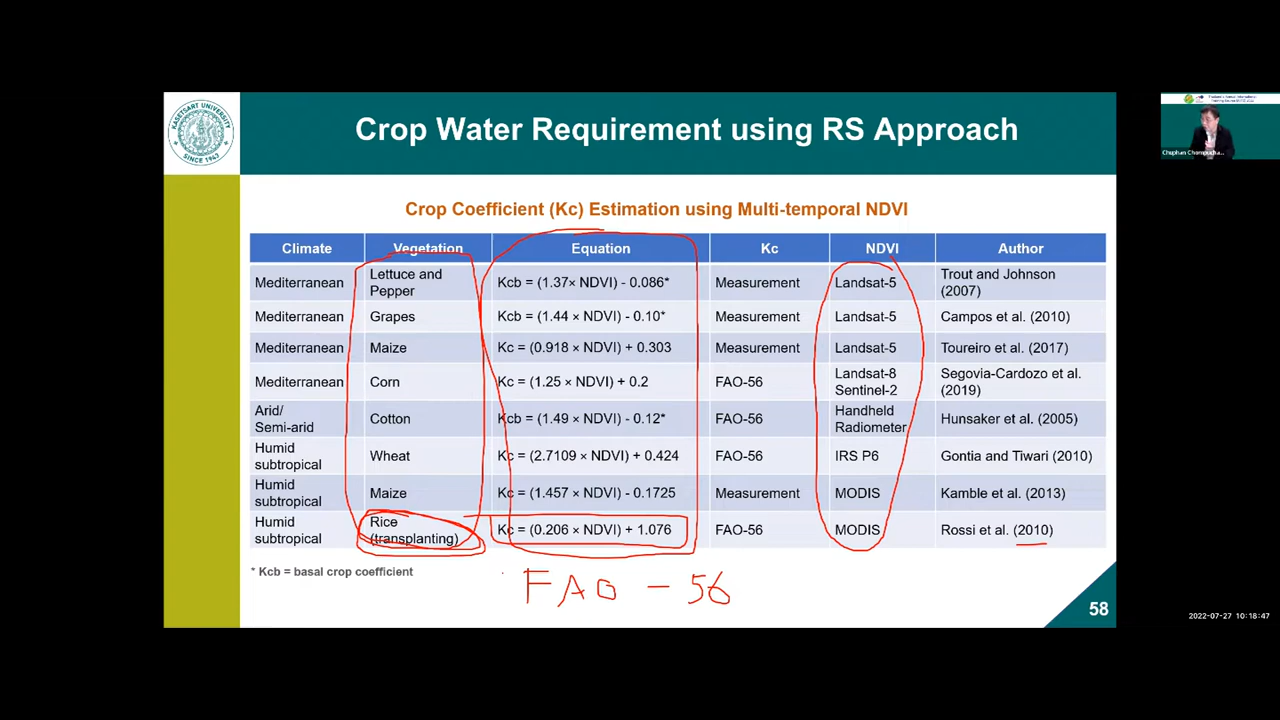 KASETSART UNIVERSITY
SINCE 1943
Crop Water Requirement using RS Approach
Chuphan Chompucha...
Crop Coefficient (Kc) Estimation using Multi-temporal NDVI
Climate Vegetation Equation Kc NDVI Author
Mediterranean Lettuce and Pepper Kcb = (1.37× NDVI) - 0.086* Measurement Landsat-5 Trout and Johnson (2007)
Mediterranean Grapes Kcb = (1.44 × NDVI) - 0.10* Measurement Landsat-5 Campos et al. (2010)
Mediterranean Maize Kc = (0.918 × NDVI) + 0.303 Measurement Landsat-5 Toureiro et al. (2017)
Mediterranean Corn Kc = (1.25 × NDVI) + 0.2 FAO-56 Landsat-8 Sentinel-2 Segovia-Cardozo et al. (2019)
Arid/ Semi-arid Cotton Kcb = (1.49 × NDVI) - 0.12* FAO-56 Handheld Radiometer Hunsaker et al. (2005)
Humid subtropical Wheat Kc = (2.7109 × NDVI) + 0.424 FAO-56 IRS P6 Gontia and Tiwari (2010)
Humid subtropical Maize Kc = (1.457 × NDVI) - 0.1725 Measurement MODIS Kamble et al. (2013)
Humid subtropical Rice (transplanting) Kc = (0.206 × NDVI) + 1.076 FAO-56 MODIS Rossi et al. (2010)
* Kcb = basal crop coefficient
FAO - 56
58
2022-07-27 10:18:47